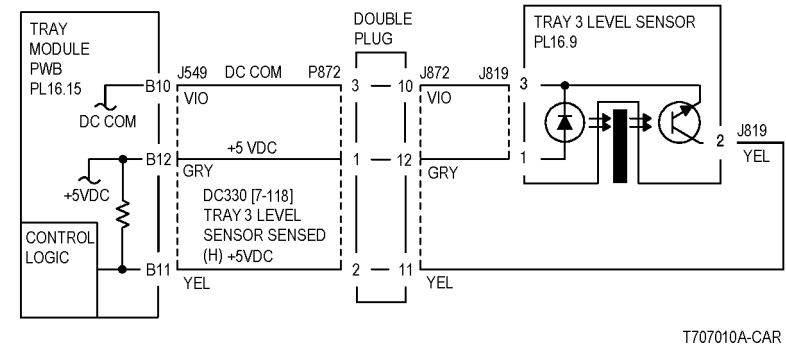 TRAY
MODULE
PWB
PL16.15
DC COM
+5VDC
CONTROL
LOGIC
B10
B12
B11
J549
DC COM
P872
VIO
+5 VDC
GRY
DC330 [7-118]
TRAY 3 LEVEL
SENSOR SENSED
(H) +5VDC
YEL
DOUBLE
PLUG
3 10
1 12
2 11
J872
J819
VIO
GRY
YEL
TRAY 3 LEVEL SENSOR
PL16.9
3
1
2
J819
YEL
T707010A-CAR